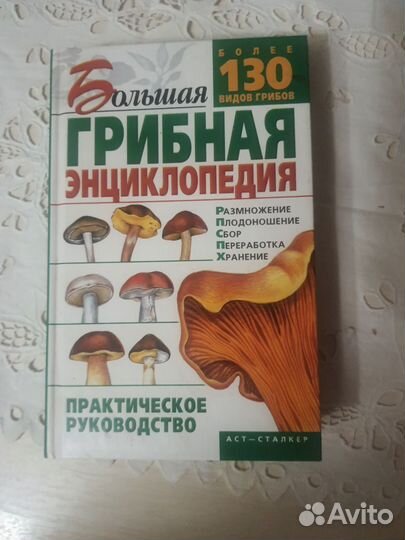 БОЛЕЕ
130
ВИДОВ ГРИБОВ
Большая
ГРИБНАЯ
ЭНЦИКЛОПЕДИЯ
РАЗМНОЖЕНИЕ
ПЛОДОНОШЕНИЕ
СБОР
ПЕРЕРАБОТКА
ХРАНЕНИЕ
ПРАКТИЧЕСКОЕ
РУКОВОДСТВО
АСТ—СТАЛКЕР
Avito